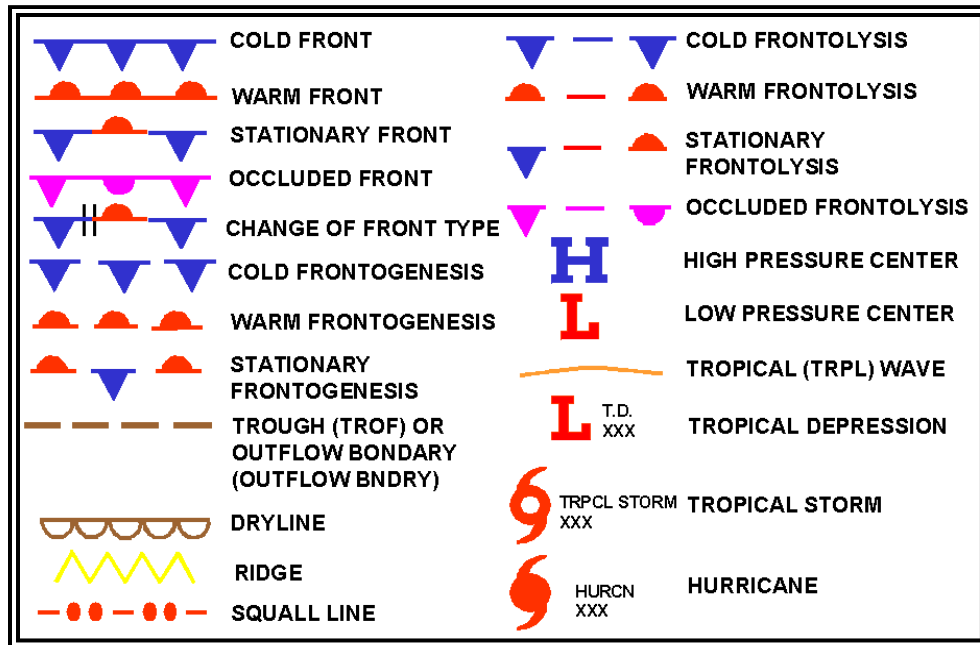 COLD FRONT
WARM FRONT
STATIONARY FRONT
OCCLUDED FRONT
CHANGE OF FRONT TYPE
COLD FRONTOGENESIS
WARM FRONTOGENESIS
STATIONARY
FRONTOGENESIS
TROUGH (TROF) OR
OUTFLOW BONDARY
(OUTFLOW BNDRY)
DRYLINE
RIDGE
SQUALL LINE
COLD FRONTOLYSIS
WARM FRONTOLYSIS
STATIONARY
FRONTOLYSIS
OCCLUDED FRONTOLYSIS
H HIGH PRESSURE CENTER
L LOW PRESSURE CENTER
TROPICAL (TRPL) WAVE
L T.D.
XXX
TROPICAL DEPRESSION
TRPCL STORM
XXX
TROPICAL STORM
HURCN
XXX
HURRICANE